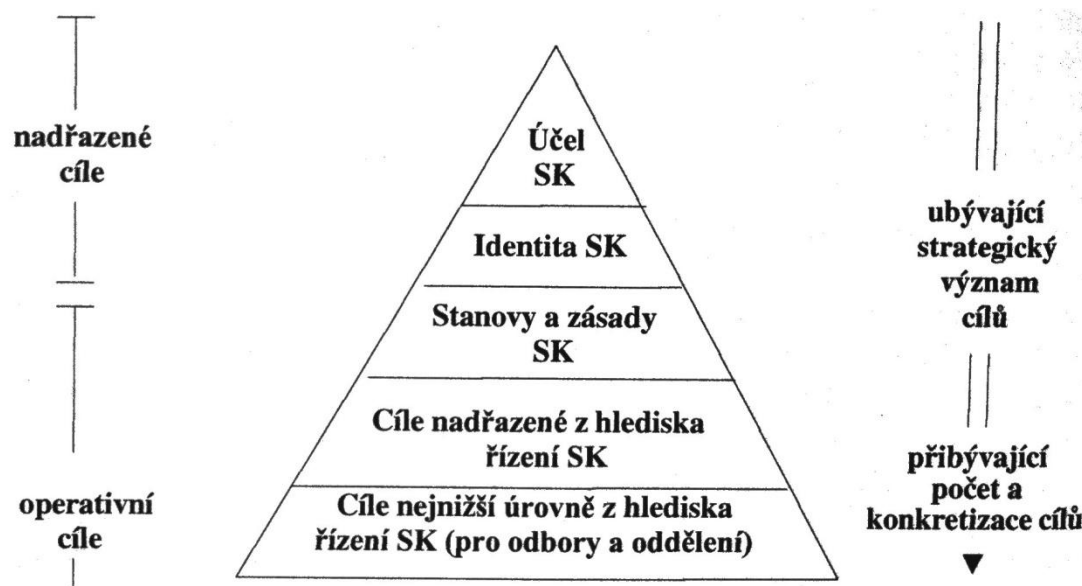 nadřazené
cíle
operativní
cíle
Účel
SK
Identita SK
Stanovy a zásady
SK
Cíle nadřazené z hlediska
řízení SK
Cíle nejnižší úrovně z hlediska
řízení SK (pro odbory a oddělení)
ubývající
strategický
význam
cílů
přibývající
počet a
konkretizace cílů